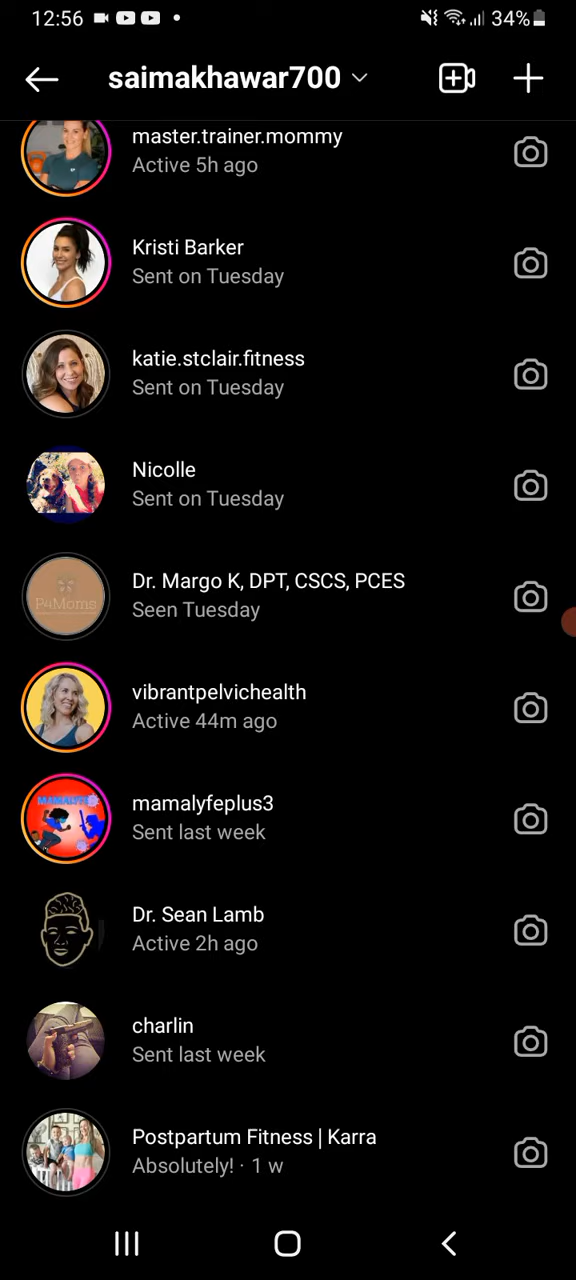 12:56
34%
saimakhawar700
master.trainer.mommy
Active 5h ago
Kristi Barker
Sent on Tuesday
katie.stclair.fitness
Sent on Tuesday
Nicolle
Sent on Tuesday
P4Moms
Dr. Margo K, DPT, CSCS, PCES
Seen Tuesday
vibrantpelvichealth
Active 44m ago
MAMALYFE
mamalyfeplus3
Sent last week
Dr. Sean Lamb
Active 2h ago
charlin
Sent last week
Postpartum Fitness | Karra
Absolutely! · 1 w